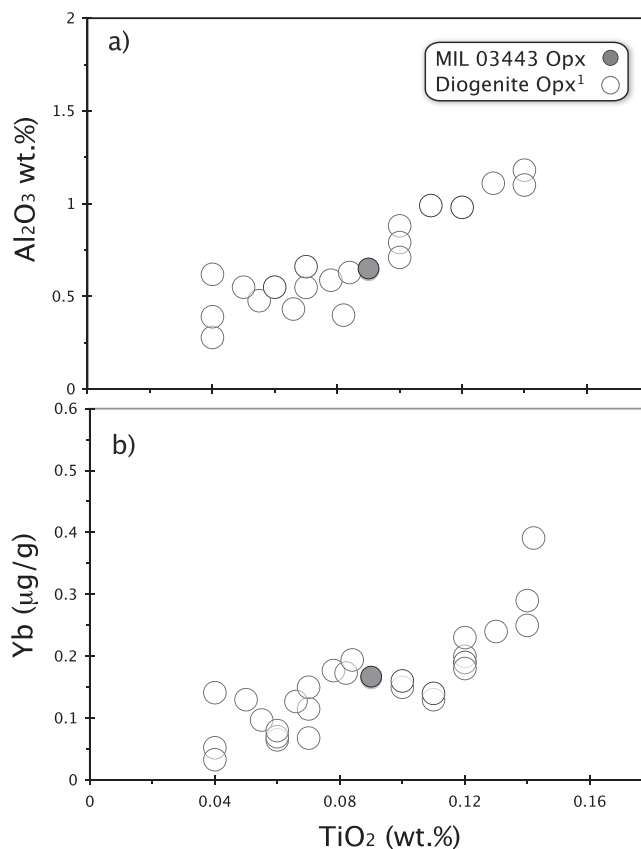 a)
MIL 03443 Opx
Diogenite Opx¹
2
1.5
1
0.5
0
Al₂O₃ wt.%
b)
0.6
0.5
0.4
0.3
0.2
0.1
0
Yb (μg/g)
0 0.04 0.08 0.12 0.16
TiO₂ (wt.%)